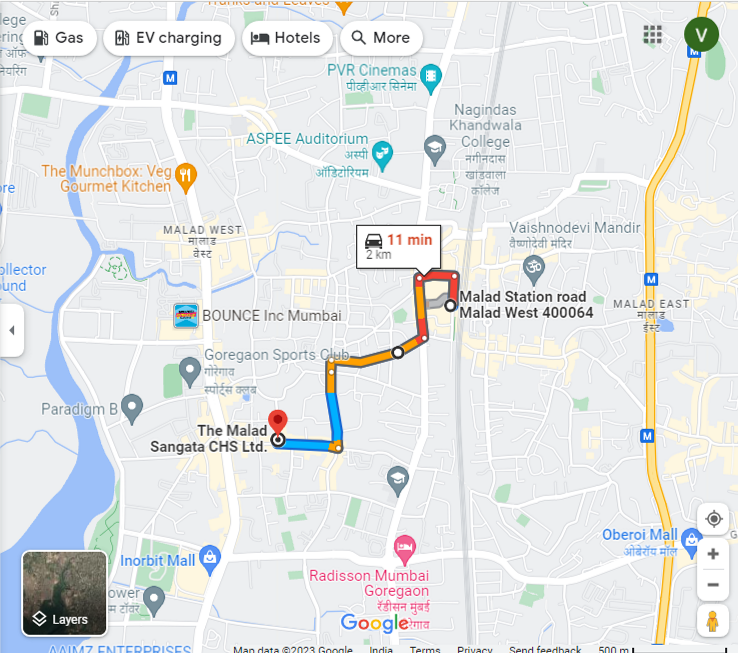 Gas
EV charging
Hotels
More
V
M
PVR Cinemas
पीव्हीआर सिनेमा
Nagindas
Khandwala
College
नगीनदास
खांडवाला
कॉलेज
ASPEE Auditorium
अस्पी
ऑडिटोरियम
The Munchbox: Veg
Gourmet Kitchen
MALAD WEST
मालाड
वेस्ट
Vaishnodevi Mandir
वैष्णोदेवी मंदिर
11 min
2 km
Malad Station road
Malad West 400064
MALAD EAST
मालाड
ईस्ट
BOUNCE Inc Mumbai
Goregaon Sports Club
गोरेगाव
स्पोर्ट्स क्लब
Paradigm B
The Malad
Sangata CHS Ltd.
M
M
Oberoi Mall
ओबेरॉय मॉल
Inorbit Mall
Radisson Mumbai
Goregaon
रॅडीसन मुंबई
Google
Layers
Map data ©2023 Google India Terms Privacy Send feedback 500 m